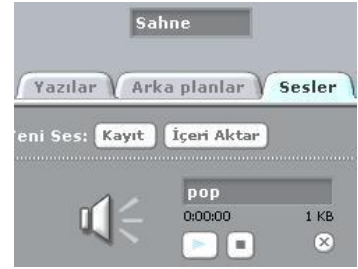 Sahne
Yazılar Arka planlar Sesler
eni Ses: Kayıt İçeri Aktar
pop
0:00:00 1 KB